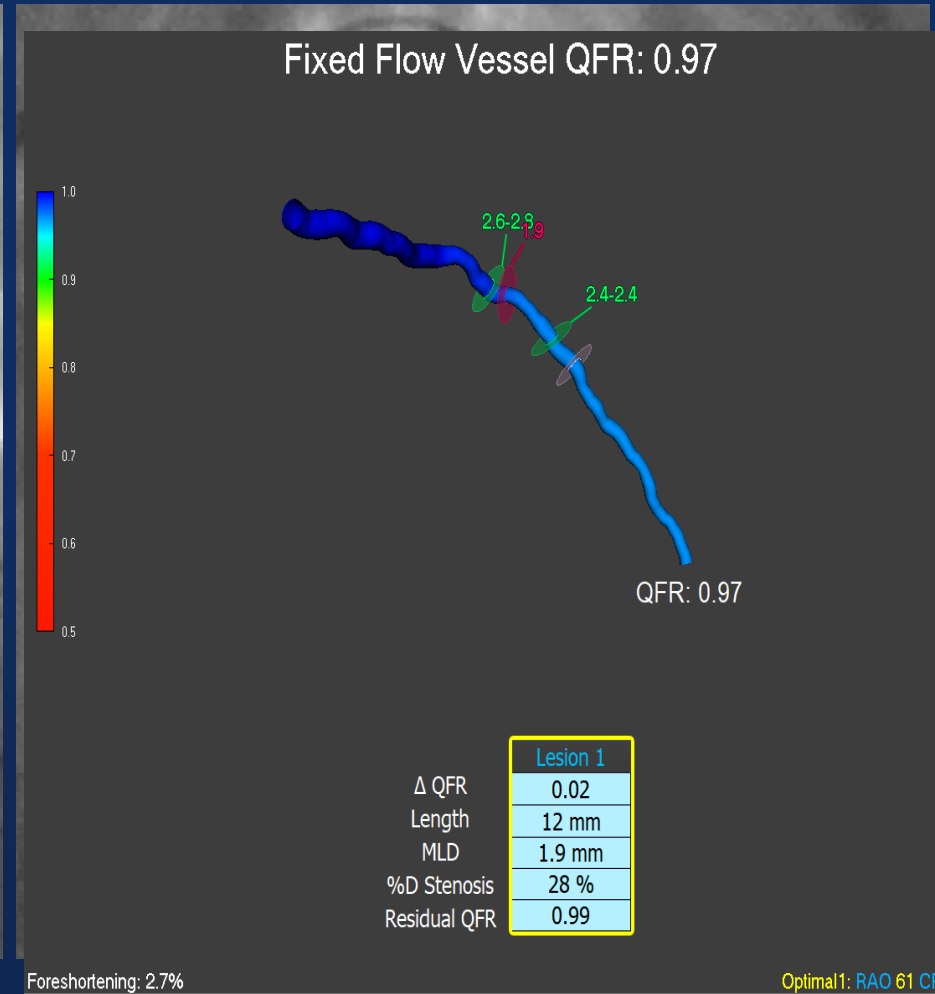 Fixed Flow Vessel QFR: 0.97
1.0
0.9
0.8
0.7
0.6
0.5
2.6-2.8
1.9
2.4-2.4
QFR: 0.97
Lesion 1
Δ QFR 0.02
Length 12 mm
MLD 1.9 mm
%D Stenosis 28 %
Residual QFR 0.99
Foreshortening: 2.7% Optimal1: RAO 61